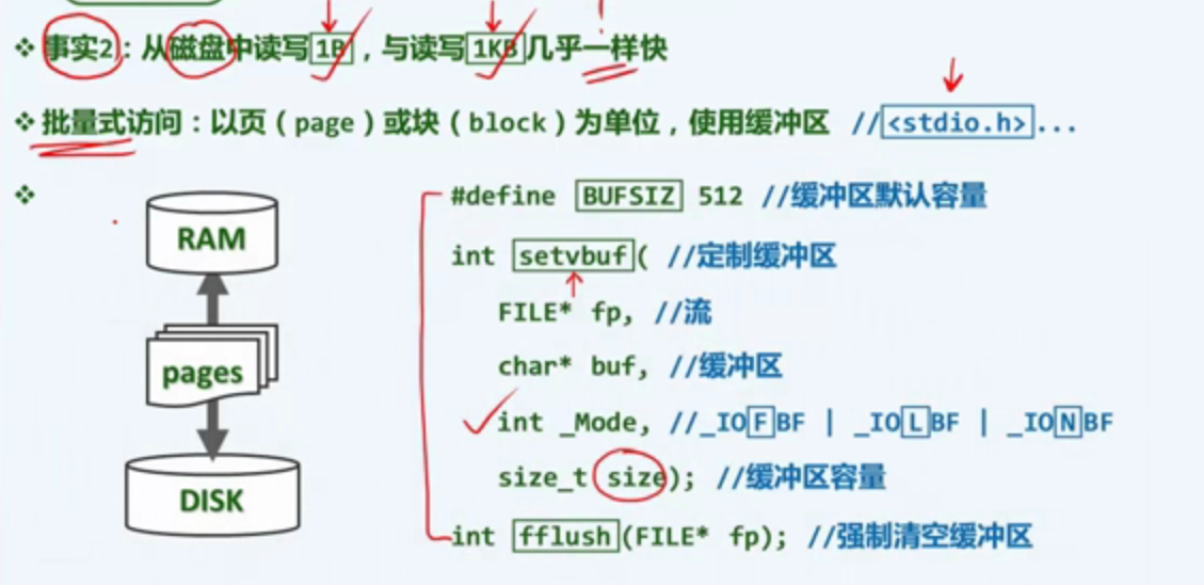 ❖ 事实2：从磁盘中读写1B，与读写1KB几乎一样快
❖ 批量式访问：以页（page）或块（block）为单位，使用缓冲区 //<stdio.h>...
❖
RAM
pages
DISK
#define BUFSIZ 512 //缓冲区默认容量
int setvbuf( //定制缓冲区
FILE* fp, //流
char* buf, //缓冲区
int _Mode, //_IOFBF | _IOLBF | _IONBF
size_t size); //缓冲区容量
int fflush(FILE* fp); //强制清空缓冲区